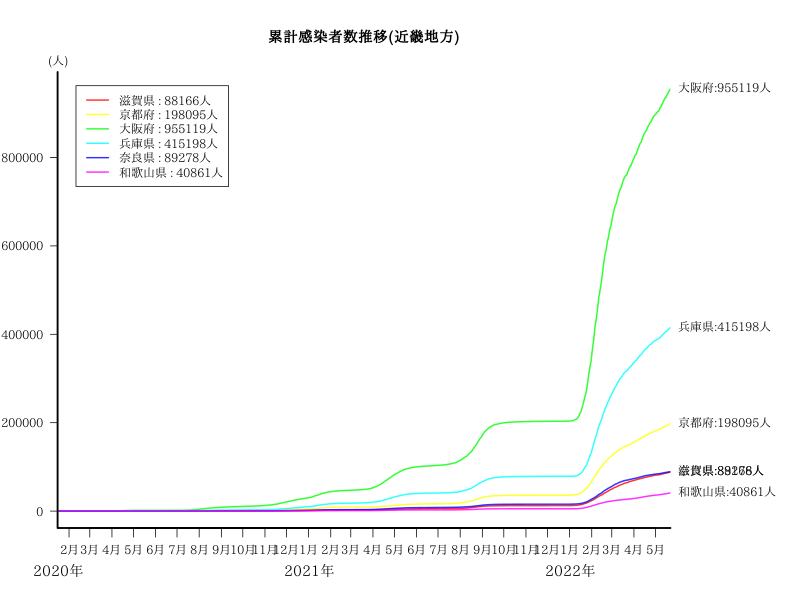 累計感染者数推移(近畿地方)
(人)
滋賀県 : 88166人
京都府 : 198095人
大阪府 : 955119人
兵庫県 : 415198人
奈良県 : 89278人
和歌山県 : 40861人
大阪府:955119人
800000
600000
400000
兵庫県:415198人
200000
京都府:198095人
和歌山県:40861人
0
2月 3月 4月 5月 6月 7月 8月 9月 10月 11月 12月 1月 2月 3月 4月 5月 6月 7月 8月 9月 10月 11月 12月 1月 2月 3月 4月 5月
2020年 2021年 2022年